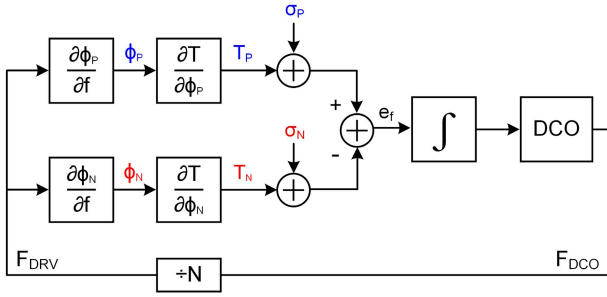 σP
∂ϕP
∂f
ϕP
∂T
∂ϕP
TP
+
+
ef
∫
DCO
-
σN
∂ϕN
∂f
ϕN
∂T
∂ϕN
TN
+
FDRV
÷N
FDCO